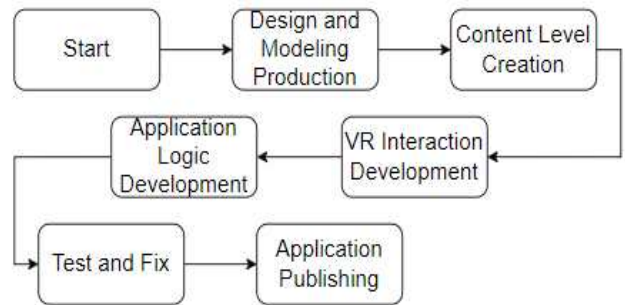 Start
Design and
Modeling
Production
Content Level
Creation
VR Interaction
Development
Application
Logic
Development
Test and Fix
Application
Publishing